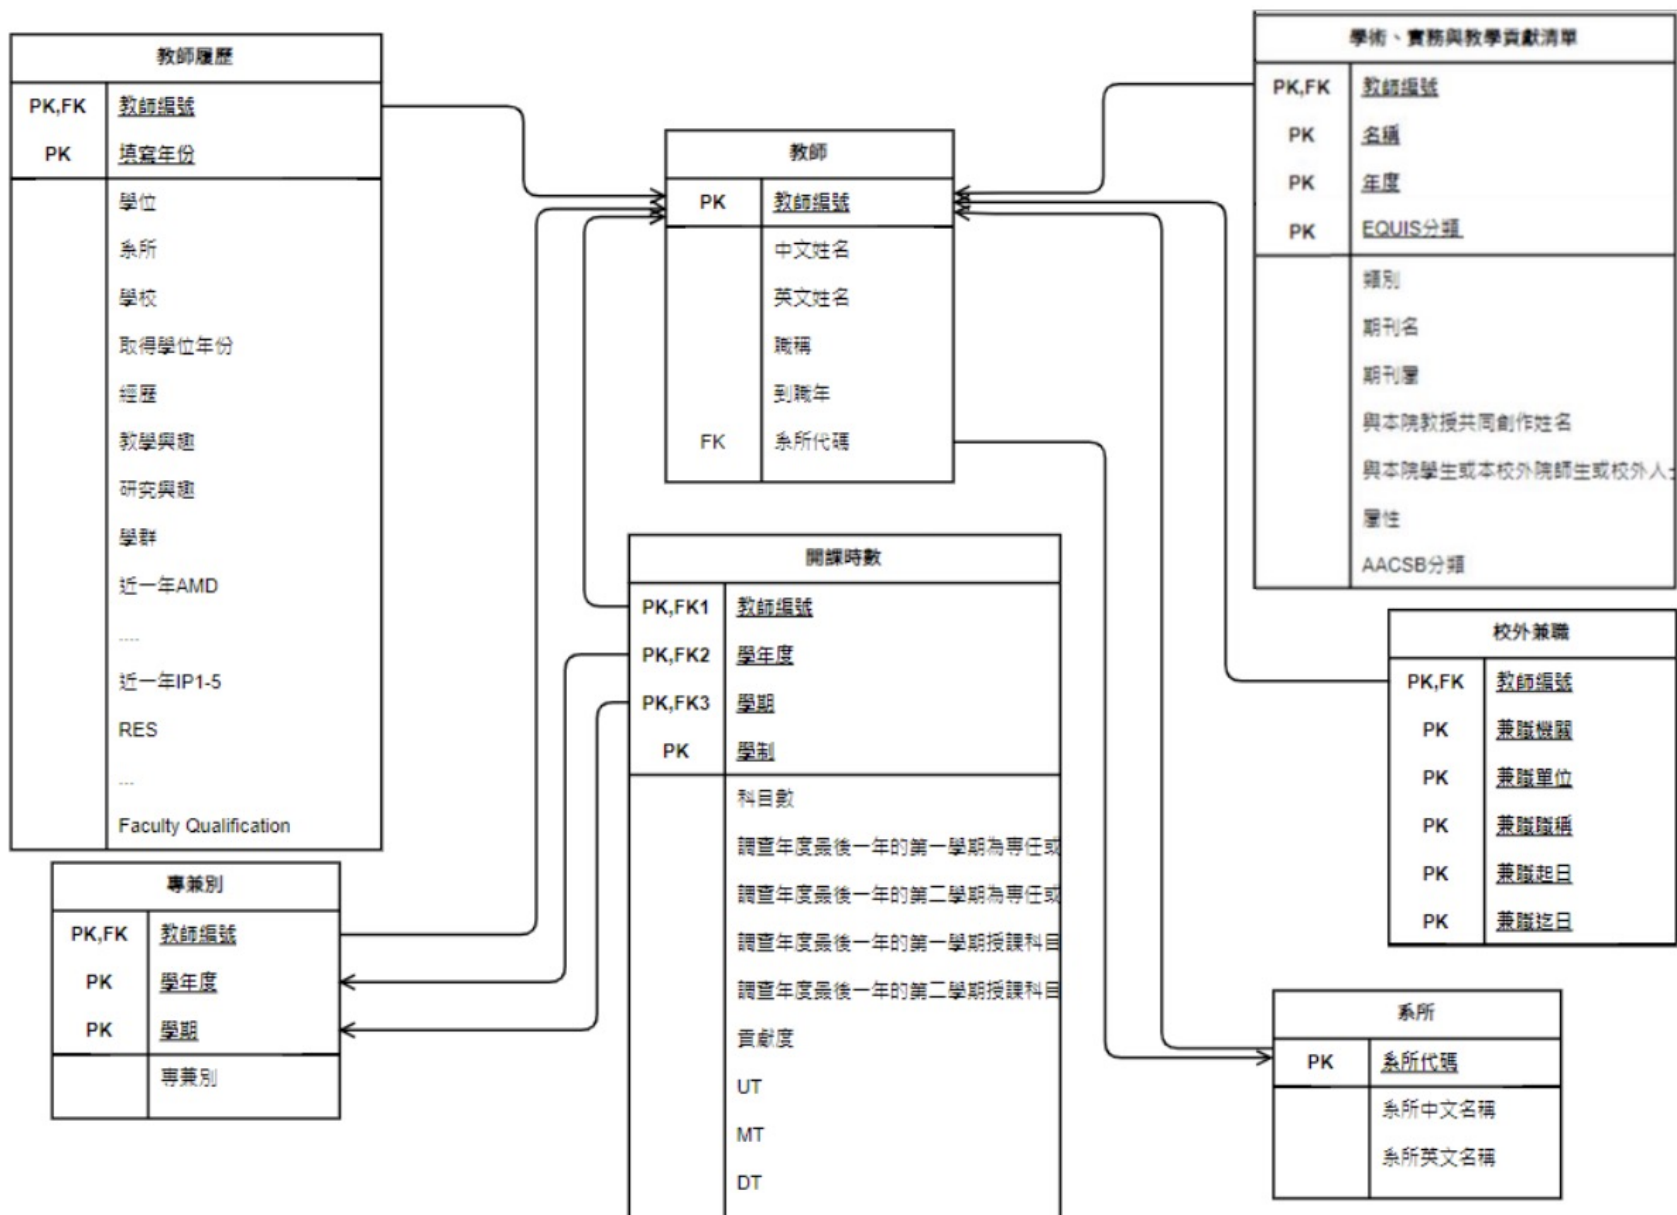 教師履歷
PK,FK 教師編號
PK 填寫年份
學位
系所
學校
取得學位年份
經歷
教學興趣
研究興趣
學群
近一年AMD
....
近一年IP1-5
RES
...
Faculty Qualification
專兼別
PK,FK 教師編號
PK 學年度
PK 學期
專兼別
教師
PK 教師編號
中文姓名
英文姓名
職稱
到職年
FK 系所代碼
開課時數
PK,FK1 教師編號
PK,FK2 學年度
PK,FK3 學期
PK 學制
科目數
調查年度最後一年的第一學期為專任或
調查年度最後一年的第二學期為專任或
調查年度最後一年的第一學期授課科目
調查年度最後一年的第二學期授課科目
貢獻度
UT
MT
DT
學術、實務與教學貢獻清單
PK,FK 教師編號
PK 名稱
PK 年度
PK EQUIS分類
類別
期刊名
期刊屬
與本院教授共同創作姓名
與本院學生或本校外院師生或校外人士
屬性
AACSB分類
校外兼職
PK,FK 教師編號
PK 兼職機關
PK 兼職單位
PK 兼職職稱
PK 兼職起日
PK 兼職迄日
系所
PK 系所代碼
系所中文名稱
系所英文名稱